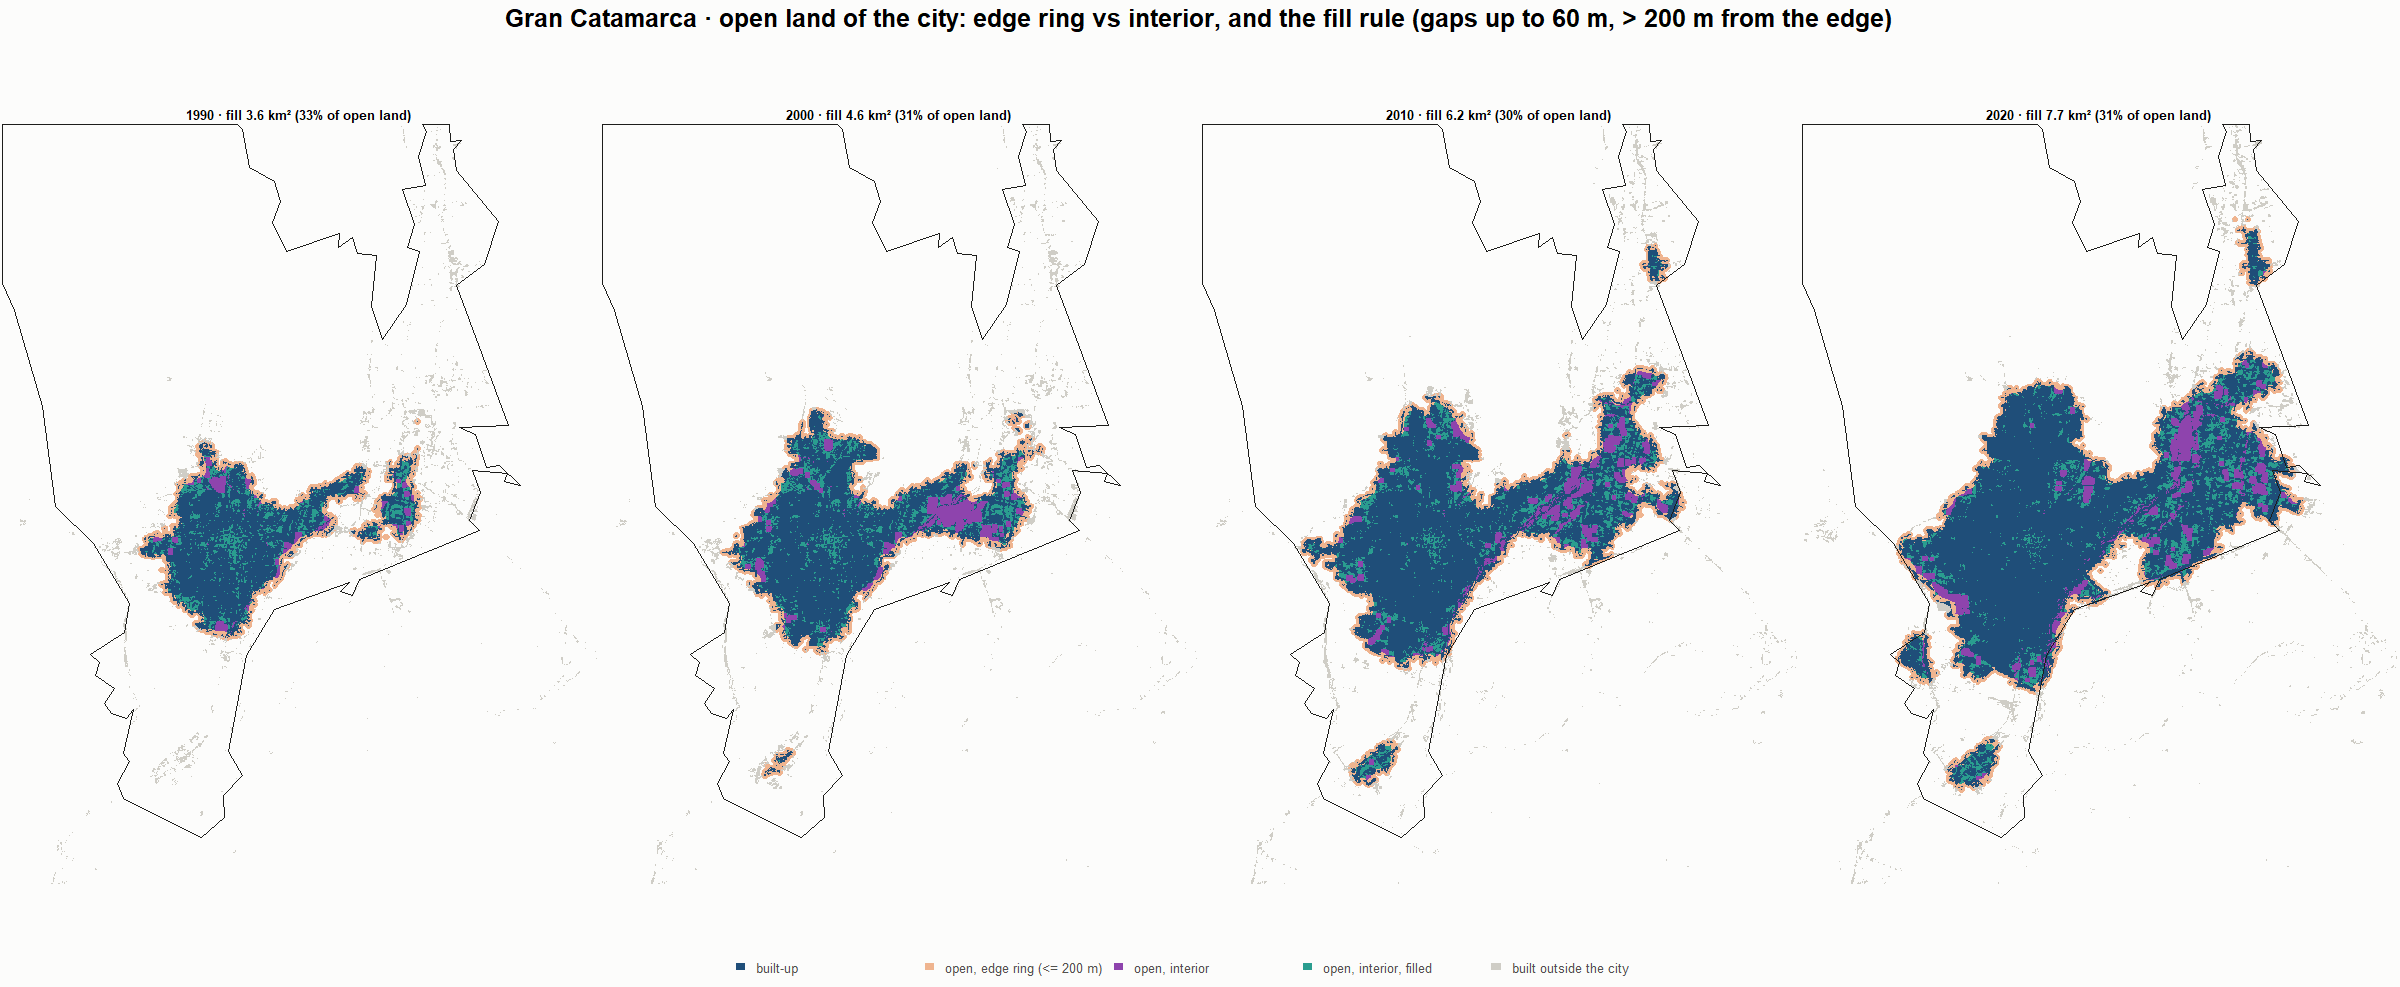 Gran Catamarca · open land of the city: edge ring vs interior, and the fill rule (gaps up to 60 m, > 200 m from the edge)
1990 · fill 3.6 km² (33% of open land)
2000 · fill 4.6 km² (31% of open land)
2010 · fill 6.2 km² (30% of open land)
2020 · fill 7.7 km² (31% of open land)
built-up
open, edge ring (<= 200 m)
open, interior
open, interior, filled
built outside the city